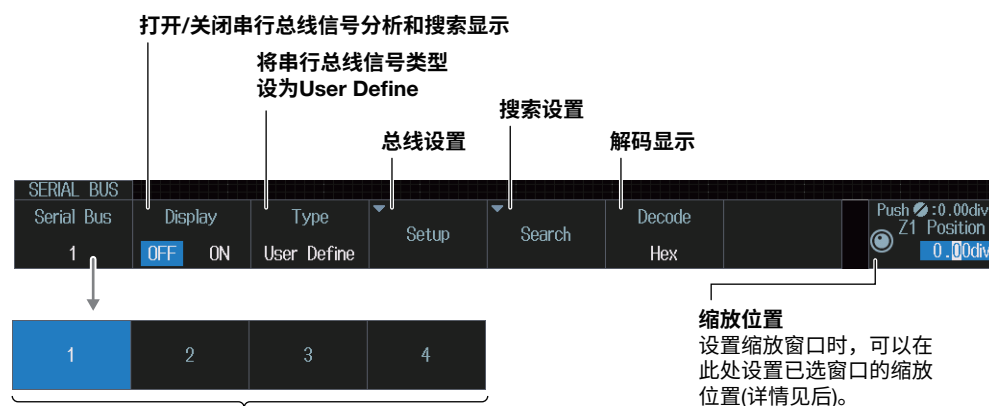 打开/关闭串行总线信号分析和搜索显示
将串行总线信号类型
设为User Define
搜索设置
总线设置
解码显示
SERIAL BUS
Serial Bus
1
Display
OFF ON
Type
User Define
Setup
Search
Decode
Hex
Push :0.00div
Z1 Position
0.00div
1
2
3
4
缩放位置
设置缩放窗口时，可以在
此处设置已选窗口的缩放
位置(详情见后)。